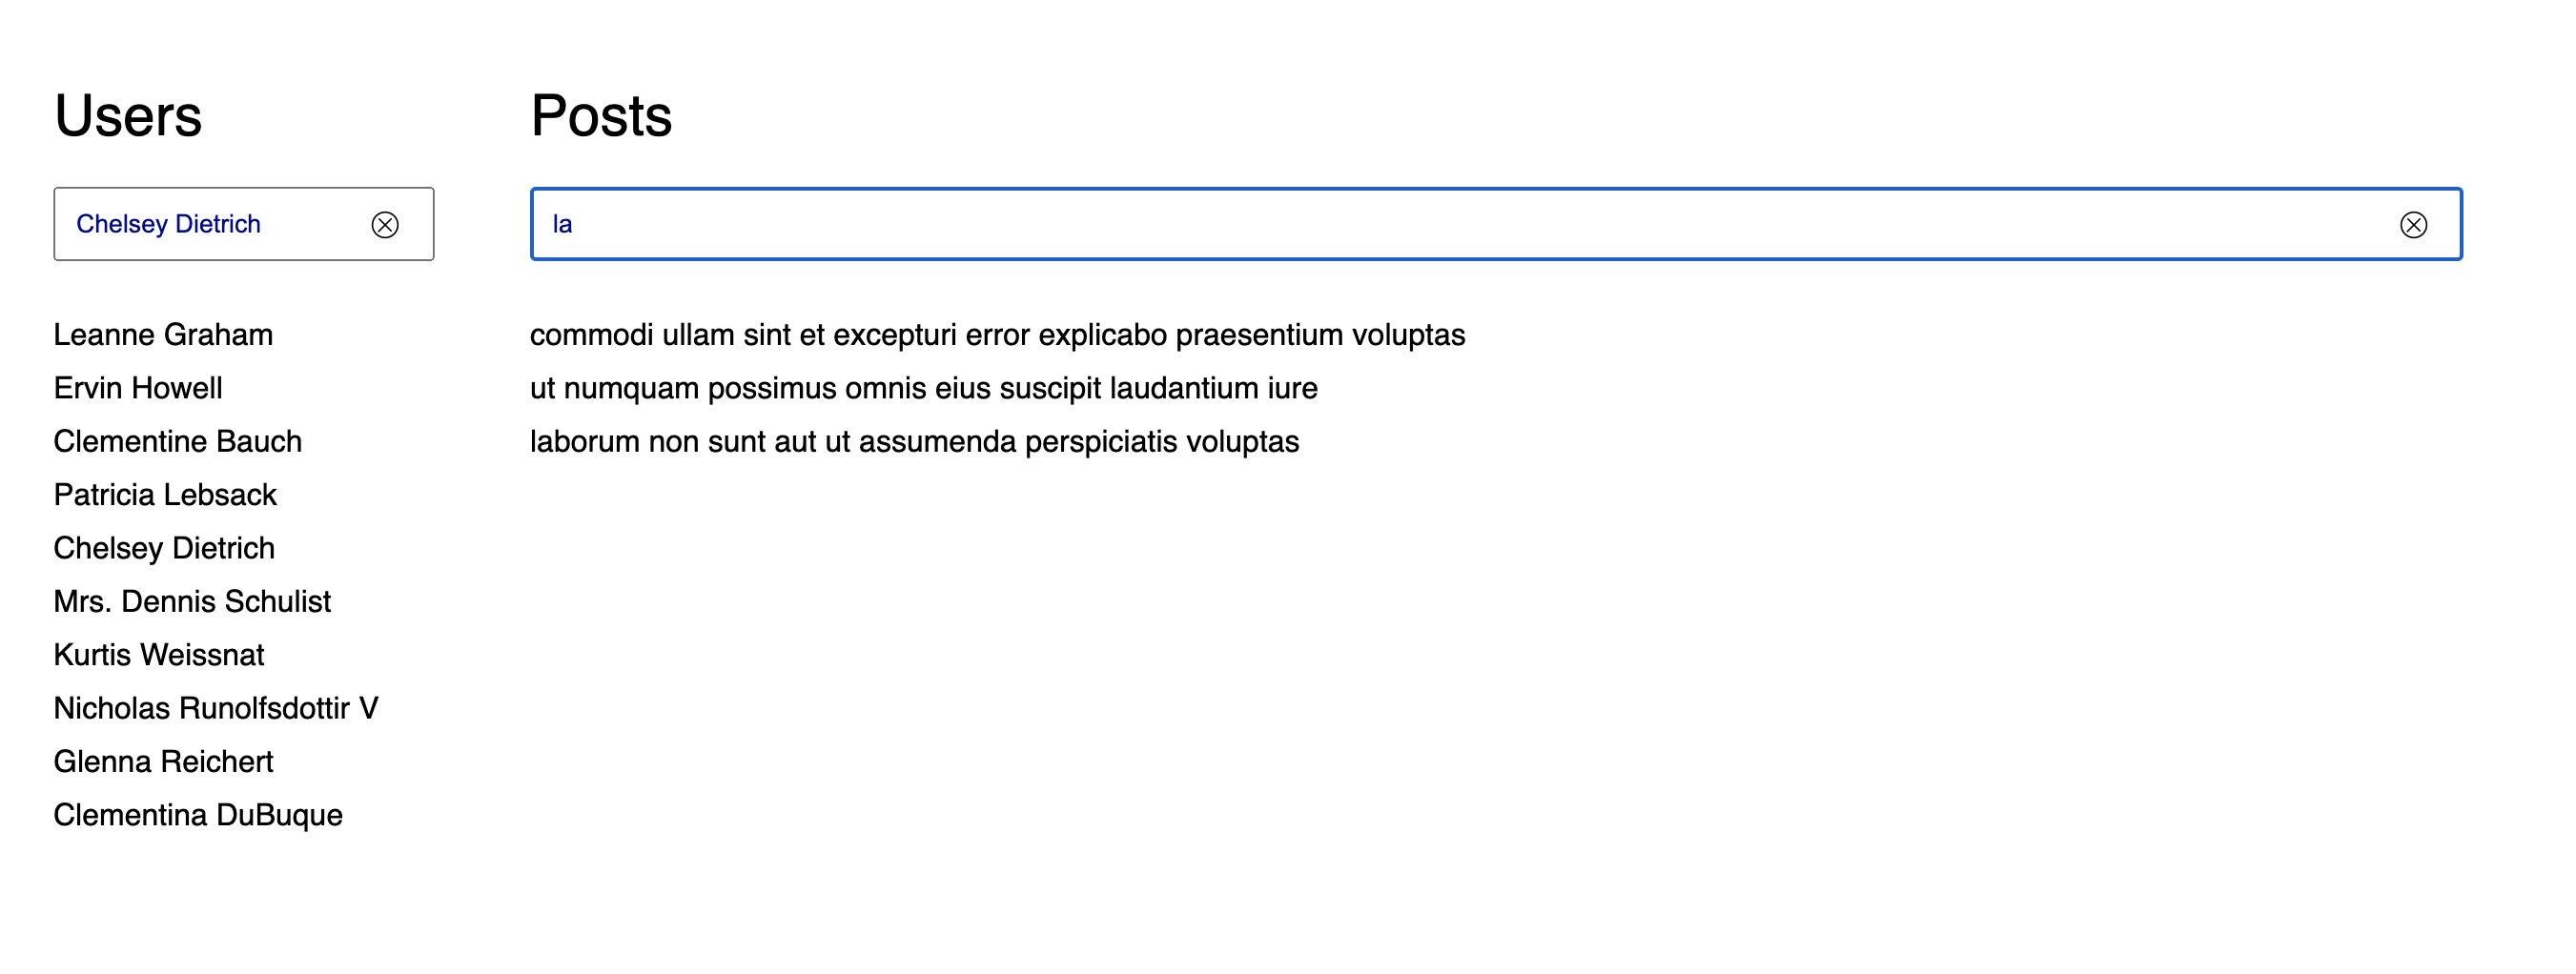 Users
Chelsey Dietrich
Leanne Graham
Ervin Howell
Clementine Bauch
Patricia Lebsack
Chelsey Dietrich
Mrs. Dennis Schulist
Kurtis Weissnat
Nicholas Runolfsdottir V
Glenna Reichert
Clementina DuBuque
Posts
la
commodi ullam sint et excepturi error explicabo praesentium voluptas
ut numquam possimus omnis eius suscipit laudantium iure
laborum non sunt aut ut assumenda perspiciatis voluptas